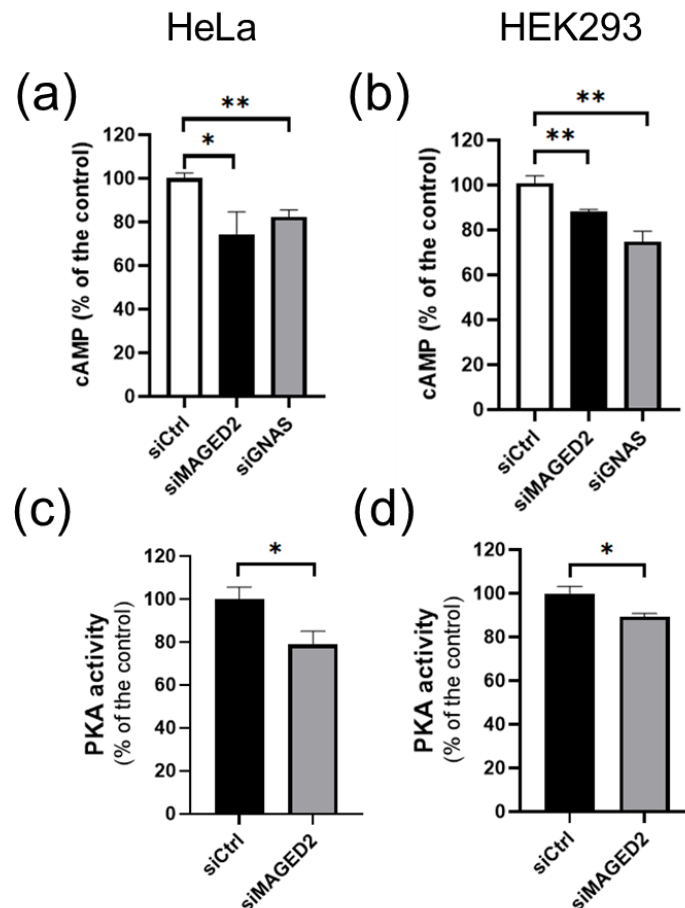 HeLa
HEK293
(a)
**
*
120
100
80
60
40
20
0
cAMP (% of the control)
siCtrl
siMAGED2
siGNAS
(b)
**
**
120
100
80
60
40
20
0
cAMP (% of the control)
siCtrl
siMAGED2
siGNAS
(c)
*
120
100
80
60
40
20
0
PKA activity
(% of the control)
siCtrl
siMAGED2
(d)
*
120
100
80
60
40
20
0
PKA activity
(% of the control)
siCtrl
siMAGED2